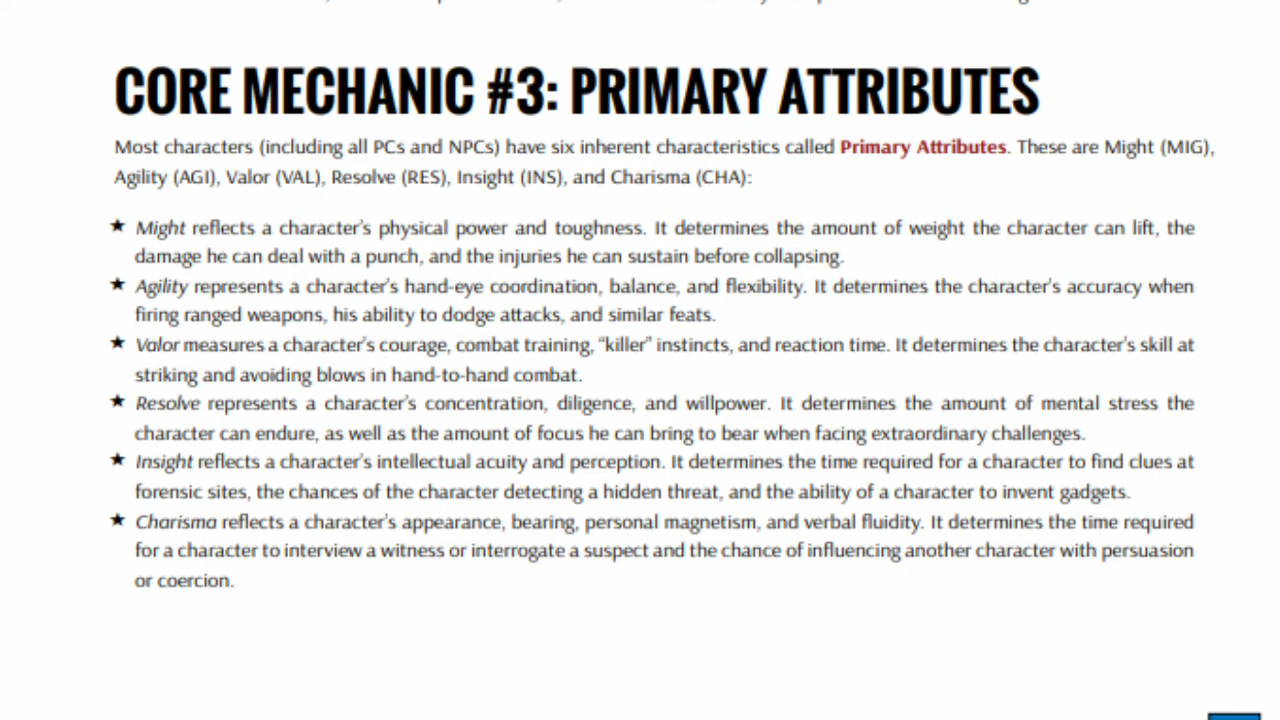 CORE MECHANIC #3: PRIMARY ATTRIBUTES
Most characters (including all PCs and NPCs) have six inherent characteristics called Primary Attributes. These are Might (MIG),
Agility (AGI), Valor (VAL), Resolve (RES), Insight (INS), and Charisma (CHA):
★ Might reflects a character's physical power and toughness. It determines the amount of weight the character can lift, the
damage he can deal with a punch, and the injuries he can sustain before collapsing.
★ Agility represents a character's hand-eye coordination, balance, and flexibility. It determines the character's accuracy when
firing ranged weapons, his ability to dodge attacks, and similar feats.
★ Valor measures a character's courage, combat training, "killer" instincts, and reaction time. It determines the character's skill at
striking and avoiding blows in hand-to-hand combat.
★ Resolve represents a character's concentration, diligence, and willpower. It determines the amount of mental stress the
character can endure, as well as the amount of focus he can bring to bear when facing extraordinary challenges.
★ Insight reflects a character's intellectual acuity and perception. It determines the time required for a character to find clues at
forensic sites, the chances of the character detecting a hidden threat, and the ability of a character to invent gadgets.
★ Charisma reflects a character's appearance, bearing, personal magnetism, and verbal fluidity. It determines the time required
for a character to interview a witness or interrogate a suspect and the chance of influencing another character with persuasion
or coercion.